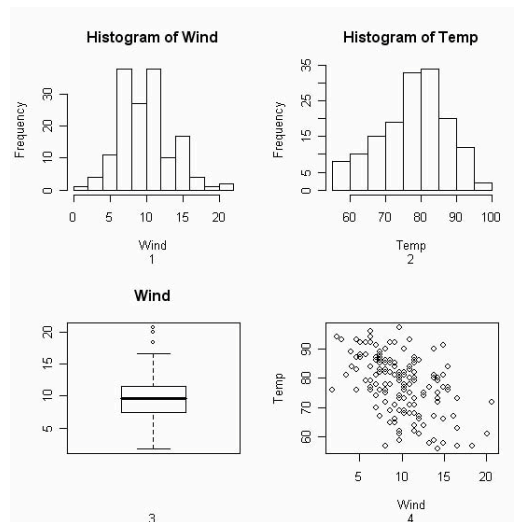 Histogram of Wind
Frequency
0 10 20 30
0 5 10 15 20
Wind
1
Histogram of Temp
Frequency
0 5 15 25 35
60 70 80 90 100
Temp
2
Wind
5 10 15 20
3
Temp
60 70 80 90
5 10 15 20
Wind
4